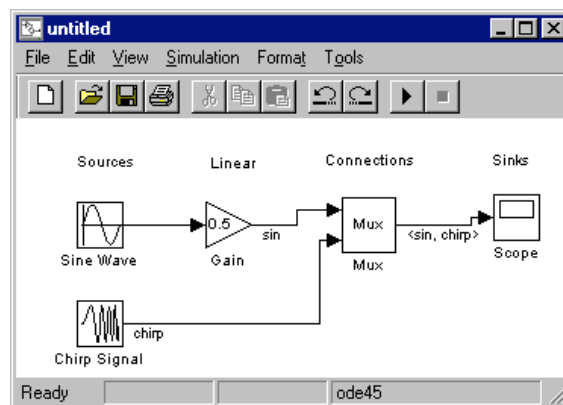 untitled
File Edit View Simulation Format Tools
Sources Linear Connections Sinks
0.5 Mux
sin <sin, chirp>
Sine Wave Gain Mux Scope
chirp
Chirp Signal
Ready ode45